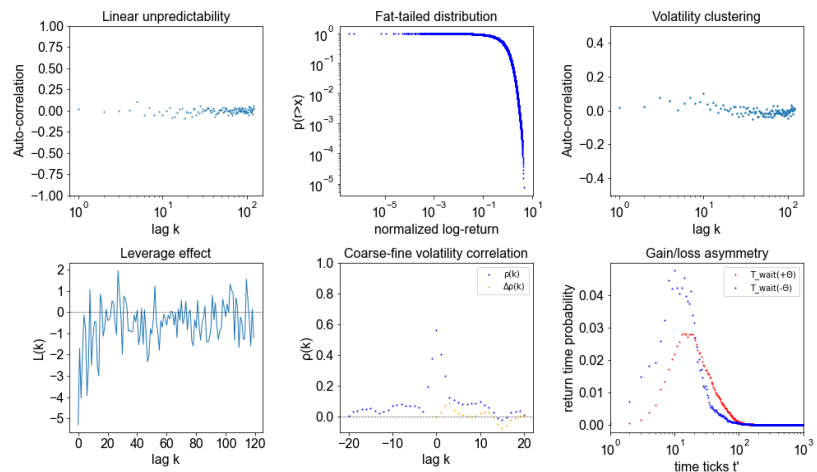 Linear unpredictability
Auto-correlation
1.00
0.75
0.50
0.25
0.00
−0.25
−0.50
−0.75
−1.00
10⁰
10¹
10²
lag k
Fat-tailed distribution
p(r>x)
10⁰
10⁻¹
10⁻²
10⁻³
10⁻⁴
10⁻⁵
10⁻⁵
10⁻³
10⁻¹
10¹
normalized log-return
Volatility clustering
Auto-correlation
0.4
0.2
0.0
−0.2
−0.4
10⁰
10¹
10²
lag k
Leverage effect
L(k)
2
1
0
−1
−2
−3
−4
−5
0 20 40 60 80 100 120
lag k
Coarse-fine volatility correlation
ρ(k)
Δρ(k)
ρ(k)
1.0
0.8
0.6
0.4
0.2
0.0
−20 −10 0 10 20
lag k
Gain/loss asymmetry
T_wait(+Θ)
T_wait(-Θ)
return time probability
0.04
0.03
0.02
0.01
0.00
10⁰ 10¹ 10² 10³
time ticks t'